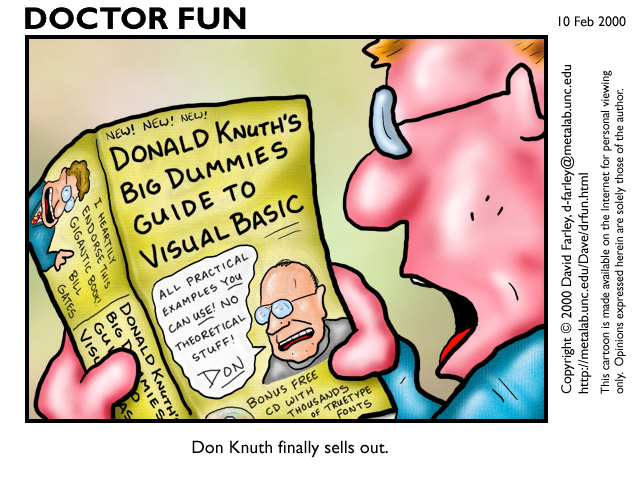 DOCTOR FUN
10 Feb 2000
NEW! NEW! NEW!
DONALD KNUTH'S
BIG DUMMIES
GUIDE TO
VISUAL BASIC
ALL PRACTICAL
EXAMPLES YOU
CAN USE! NO
THEORETICAL
STUFF!
DON
BONUS FREE
CD WITH
THOUSANDS
OF TRUETYPE
FONTS
I HEARTILY
ENDORSE THIS
GIGANTIC BOOK!
BILL
GATES
DONALD KNUTH'S
BIG DUMMIES
GUI
VISU
Copyright © 2000 David Farley, d-farley@metalab.unc.edu
http://metalab.unc.edu/Dave/drfun.html
This cartoon is made available on the Internet for personal viewing
only. Opinions expressed herein are solely those of the author.
Don Knuth finally sells out.